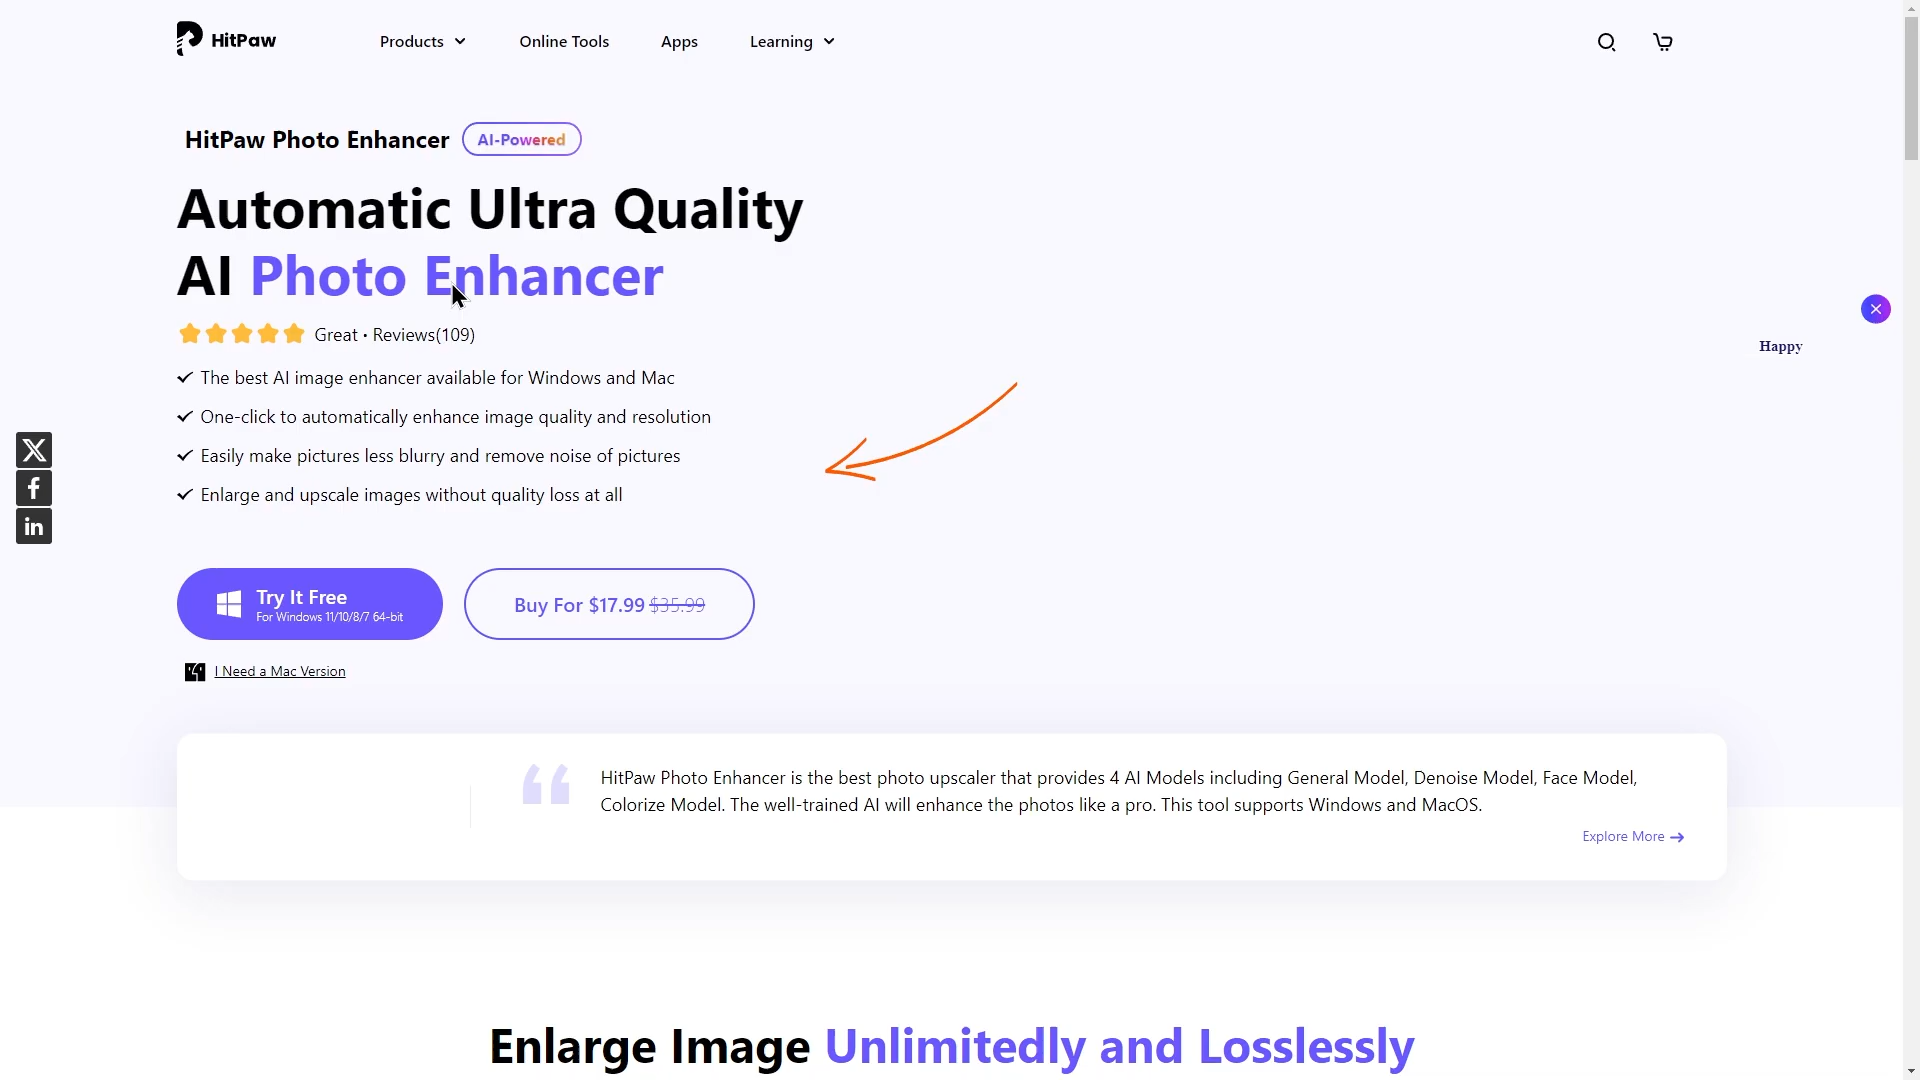 HitPaw
Products
Online Tools
Apps
Learning
HitPaw Photo Enhancer
AI-Powered
Automatic Ultra Quality
AI Photo Enhancer
Great • Reviews(109)
The best AI image enhancer available for Windows and Mac
One-click to automatically enhance image quality and resolution
Easily make pictures less blurry and remove noise of pictures
Enlarge and upscale images without quality loss at all
Happy
X
f
in
Try It Free
For Windows 11/10/8/7 64-bit
Buy For $17.99 $35.99
I Need a Mac Version
HitPaw Photo Enhancer is the best photo upscaler that provides 4 AI Models including General Model, Denoise Model, Face Model,
Colorize Model. The well-trained AI will enhance the photos like a pro. This tool supports Windows and MacOS.
Explore More
Enlarge Image Unlimitedly and Losslessly